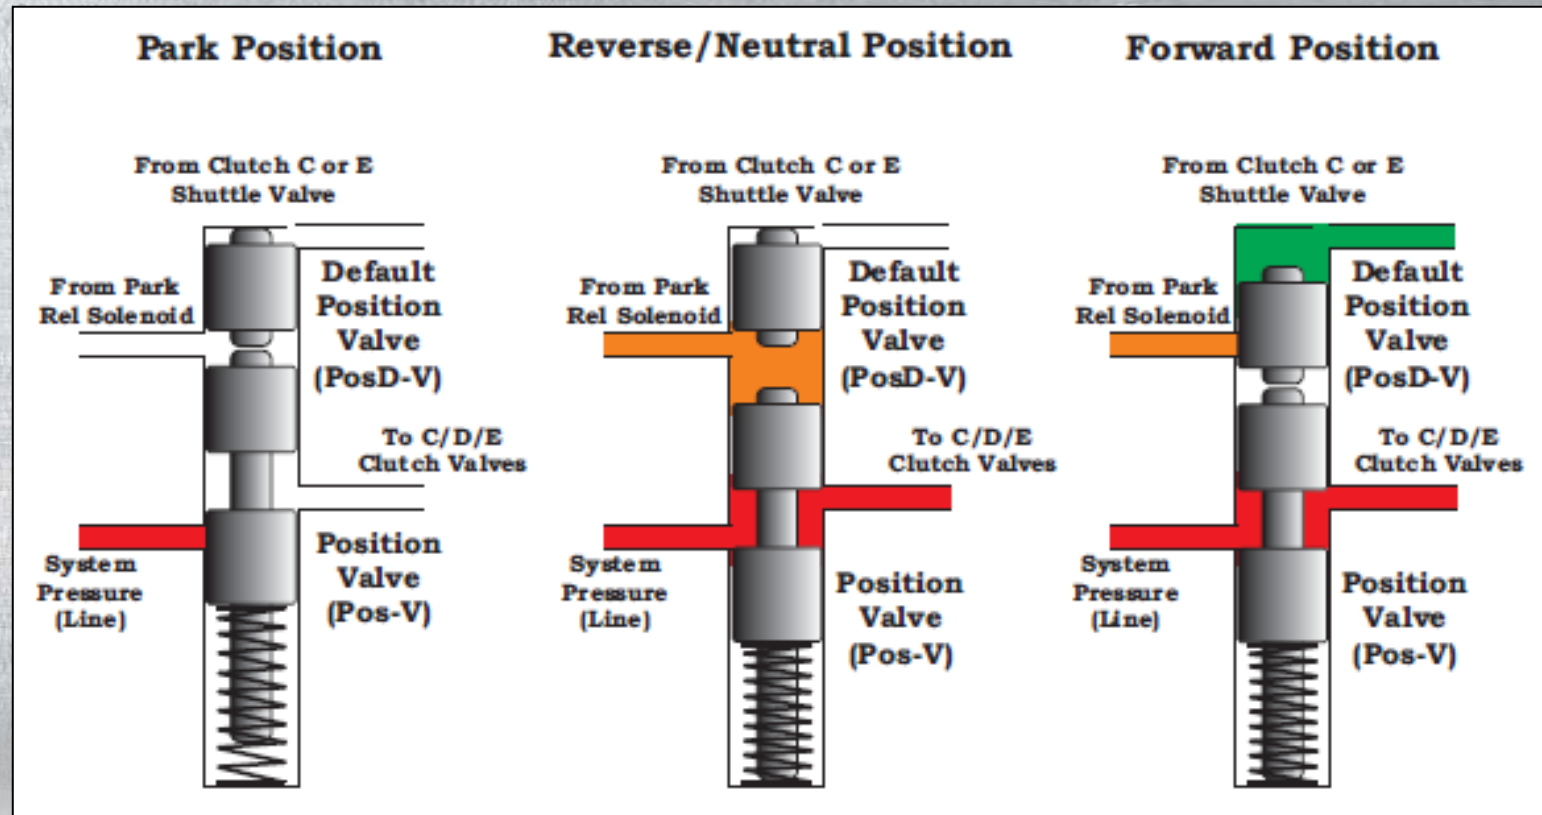 Park Position
From Clutch C or E
Shuttle Valve
From Park
Rel Solenoid
Default
Position
Valve
(PosD-V)
To C/D/E
Clutch Valves
System
Pressure
(Line)
Position
Valve
(Pos-V)
Reverse/Neutral Position
From Clutch C or E
Shuttle Valve
From Park
Rel Solenoid
Default
Position
Valve
(PosD-V)
To C/D/E
Clutch Valves
System
Pressure
(Line)
Position
Valve
(Pos-V)
Forward Position
From Clutch C or E
Shuttle Valve
From Park
Rel Solenoid
Default
Position
Valve
(PosD-V)
To C/D/E
Clutch Valves
System
Pressure
(Line)
Position
Valve
(Pos-V)